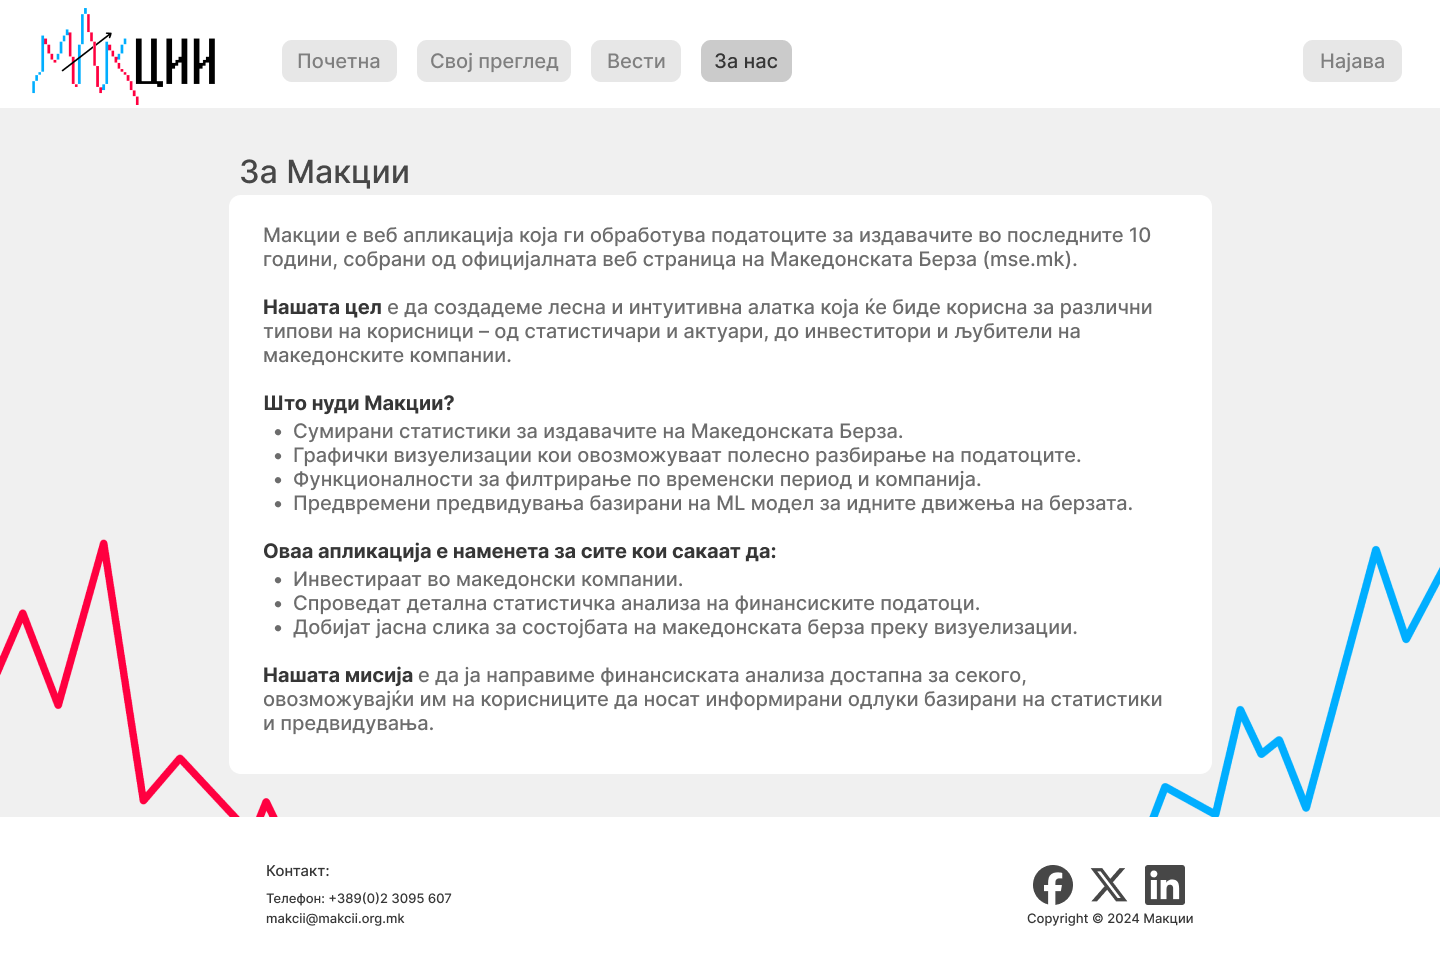 Макции
Почетна
Свој преглед
Вести
За нас
Најава
За Макции
Макции е веб апликација која ги обработува податоците за издавачите во последните 10
години, собрани од официјалната веб страница на Македонската Берза (mse.mk).
Нашата цел е да создадеме лесна и интуитивна алатка која ќе биде корисна за различни
типови на корисници – од статистичари и актуари, до инвеститори и љубители на
македонските компании.
Што нуди Макции?
• Сумирани статистики за издавачите на Македонската Берза.
• Графички визуелизации кои овозможуваат полесно разбирање на податоците.
• Функционалности за филтрирање по временски период и компанија.
• Предвремени предвидувања базирани на ML модел за идните движења на берзата.
Оваа апликација е наменета за сите кои сакаат да:
• Инвестираат во македонски компании.
• Спроведат детална статистичка анализа на финансиските податоци.
• Добијат јасна слика за состојбата на македонската берза преку визуелизации.
Нашата мисија е да ја направиме финансиската анализа достапна за секого,
овозможувајќи им на корисниците да носат информирани одлуки базирани на статистики
и предвидувања.
Контакт:
Телефон: +389(0)2 3095 607
makcii@makcii.org.mk
Copyright © 2024 Макции